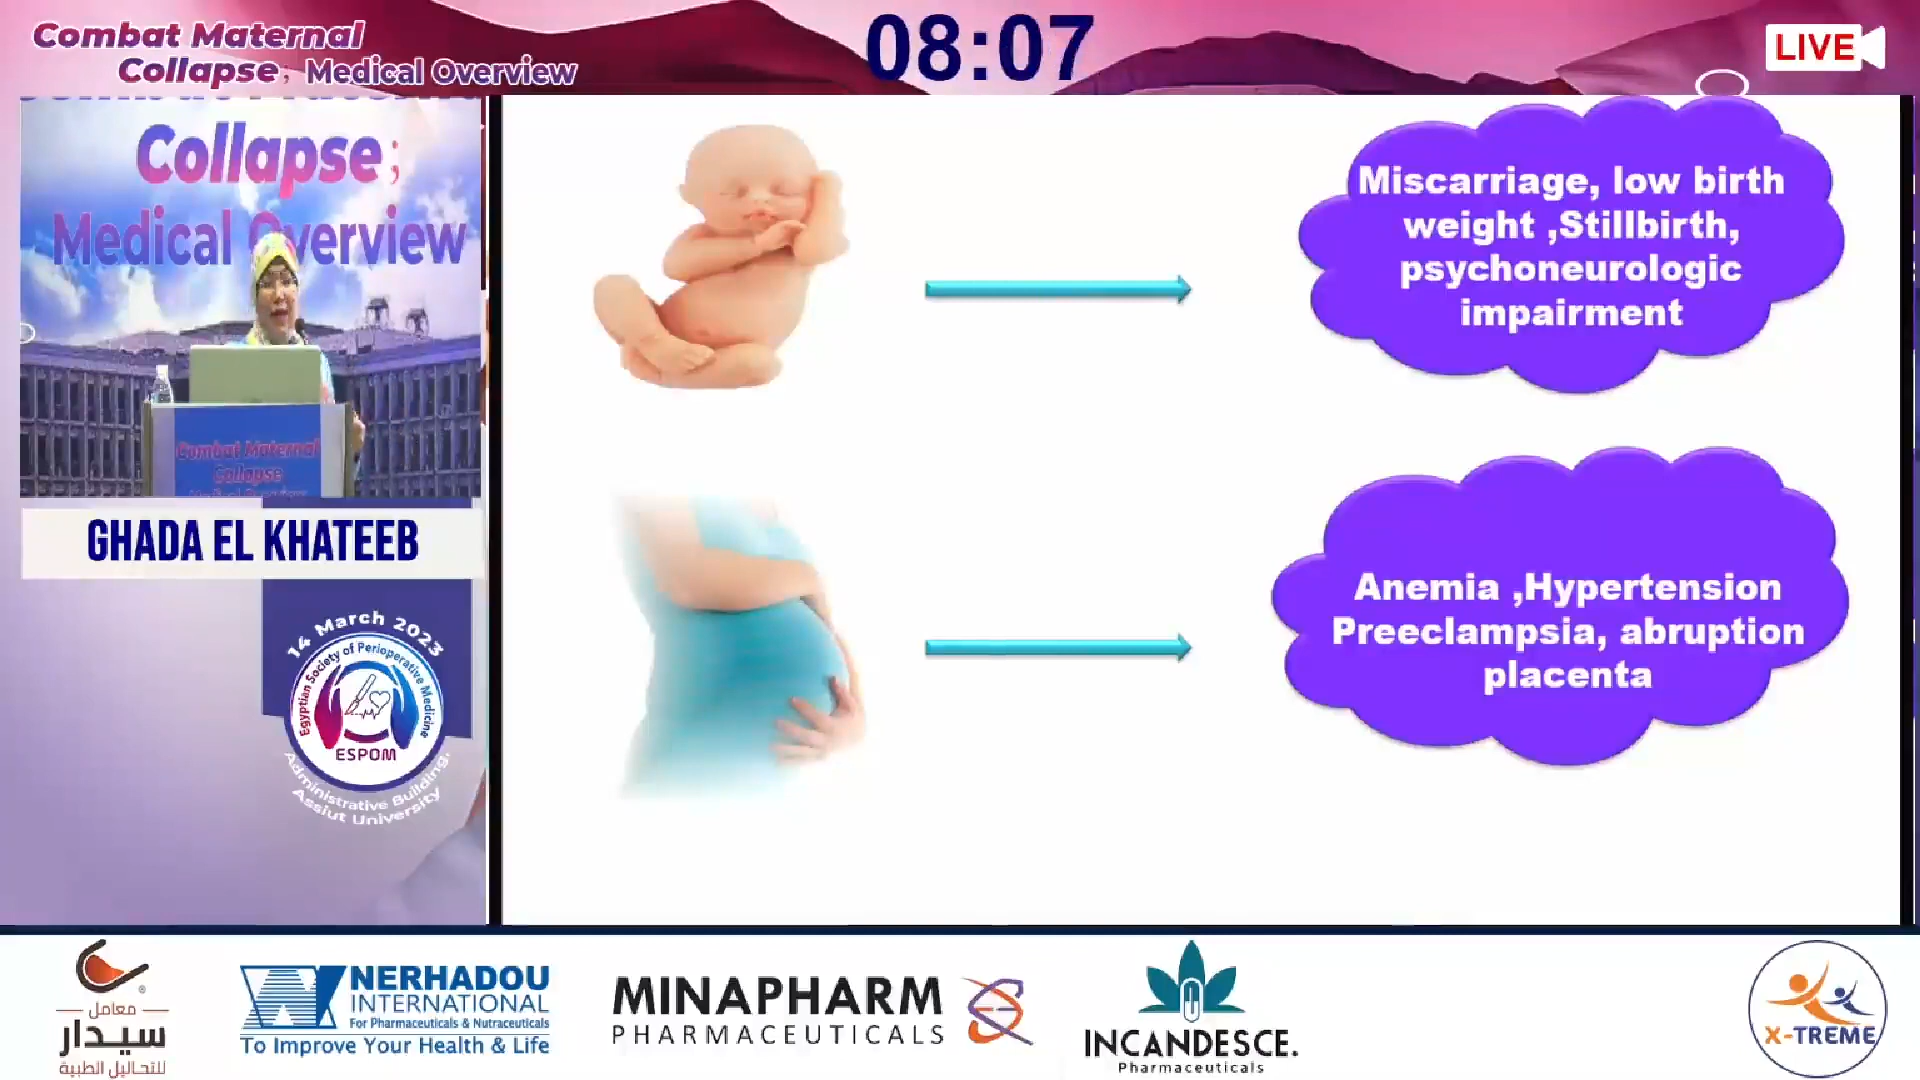 Combat Maternal
Collapse; Medical Overview
08:07
LIVE
Collapse;
Medical Overview
Combat Maternal
Collapse
GHADA EL KHATEEB
14 March 2023
Egyptian Society of Perioperative Medicine
ESPOM
Administrative Building,
Assiut University
Miscarriage, low birth
weight ,Stillbirth,
psychoneurologic
impairment
Anemia ,Hypertension
Preeclampsia, abruption
placenta
معامل
سيدار
للتحاليل الطبية
NERHADOU
INTERNATIONAL
For Pharmaceuticals & Nutraceuticals
To Improve Your Health & Life
MINAPHARM
PHARMACEUTICALS
INCANDESCE.
Pharmaceuticals
X-TREME